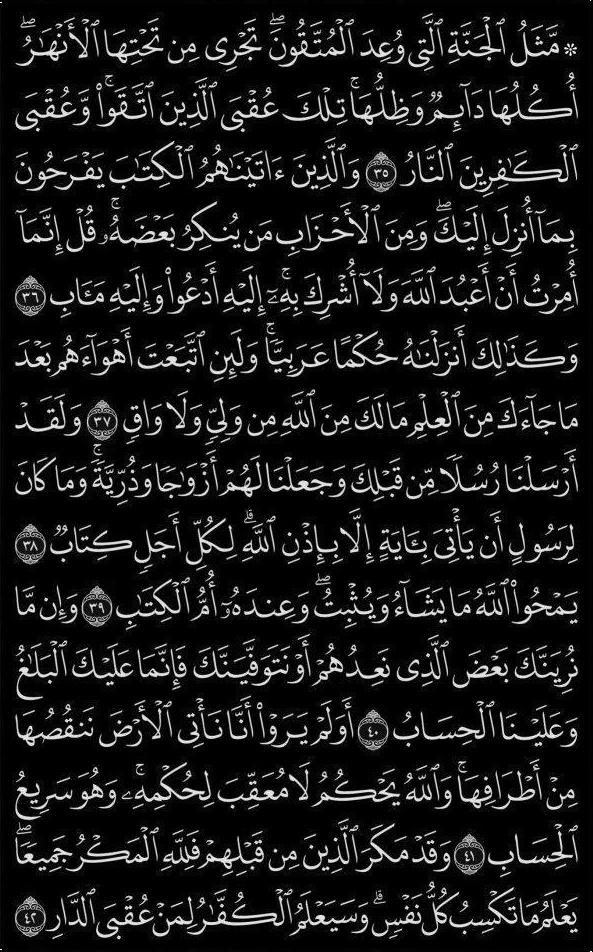 ۞ مَّثَلُ ٱلْجَنَّةِ ٱلَّتِى وُعِدَ ٱلْمُتَّقُونَۖ تَجْرِى مِن تَحْتِهَا ٱلْأَنْهَٰرُۖ
أُكُلُهَا دَآئِمٌ وَظِلُّهَاۚ تِلْكَ عُقْبَى ٱلَّذِينَ ٱتَّقَوا۟ۚ وَّعُقْبَى
ٱلْكَٰفِرِينَ ٱلنَّارُ ٣٥ وَٱلَّذِينَ ءَاتَيْنَٰهُمُ ٱلْكِتَٰبَ يَفْرَحُونَ
بِمَآ أُنزِلَ إِلَيْكَۖ وَمِنَ ٱلْأَحْزَابِ مَن يُنكِرُ بَعْضَهُۥۚ قُلْ إِنَّمَآ
أُمِرْتُ أَنْ أَعْبُدَ ٱللَّهَ وَلَآ أُشْرِكَ بِهِۦٓۚ إِلَيْهِ أَدْعُوا۟ وَإِلَيْهِ مَـَٔابِ ٣٦
وَكَذَٰلِكَ أَنزَلْنَٰهُ حُكْمًا عَرَبِيًّاۚ وَلَئِنِ ٱتَّبَعْتَ أَهْوَآءَهُم بَعْدَ
مَا جَآءَكَ مِنَ ٱلْعِلْمِ مَا لَكَ مِنَ ٱللَّهِ مِن وَلِىٍّ وَلَا وَاقٍ ٣٧ وَلَقَدْ
أَرْسَلْنَا رُسُلًا مِّن قَبْلِكَ وَجَعَلْنَا لَهُمْ أَزْوَٰجًا وَذُرِّيَّةًۚ وَمَا كَانَ
لِرَسُولٍ أَن يَأْتِىَ بِـَٔايَةٍ إِلَّا بِإِذْنِ ٱللَّهِۗ لِكُلِّ أَجَلٍ كِتَابٌ ٣٨
يَمْحُوا۟ ٱللَّهُ مَا يَشَآءُ وَيُثْبِتُۖ وَعِندَهُۥٓ أُمُّ ٱلْكِتَٰبِ ٣٩ وَإِن مَّا
نُرِيَنَّكَ بَعْضَ ٱلَّذِى نَعِدُهُمْ أَوْ نَتَوَفَّيَنَّكَ فَإِنَّمَا عَلَيْكَ ٱلْبَلَٰغُ
وَعَلَيْنَا ٱلْحِسَابُ ٤٠ أَوَلَمْ يَرَوْا۟ أَنَّا نَأْتِى ٱلْأَرْضَ نَنقُصُهَا
مِنْ أَطْرَافِهَاۚ وَٱللَّهُ يَحْكُمُ لَا مُعَقِّبَ لِحُكْمِهِۦۚ وَهُوَ سَرِيعُ
ٱلْحِسَابِ ٤١ وَقَدْ مَكَرَ ٱلَّذِينَ مِن قَبْلِهِمْ فَلِلَّهِ ٱلْمَكْرُ جَمِيعًاۖ
يَعْلَمُ مَا تَكْسِبُ كُلُّ نَفْسٍۗ وَسَيَعْلَمُ ٱلْكُفَّٰرُ لِمَنْ عُقْبَى ٱلدَّارِ ٤٢